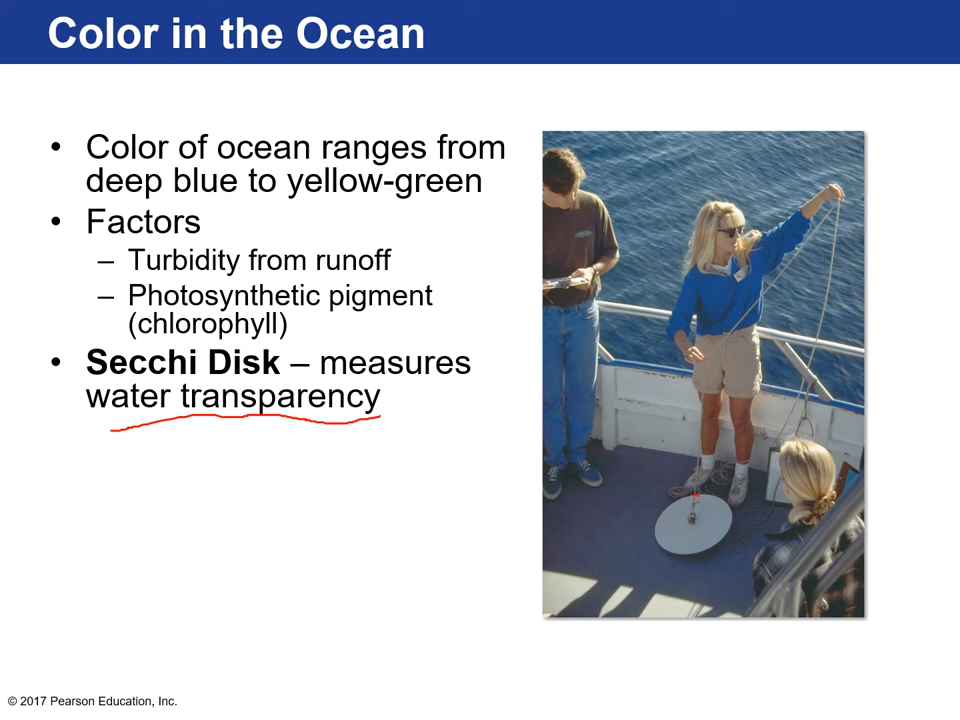 Color in the Ocean
• Color of ocean ranges from
deep blue to yellow-green
• Factors
– Turbidity from runoff
– Photosynthetic pigment
(chlorophyll)
• Secchi Disk – measures
water transparency
© 2017 Pearson Education, Inc.